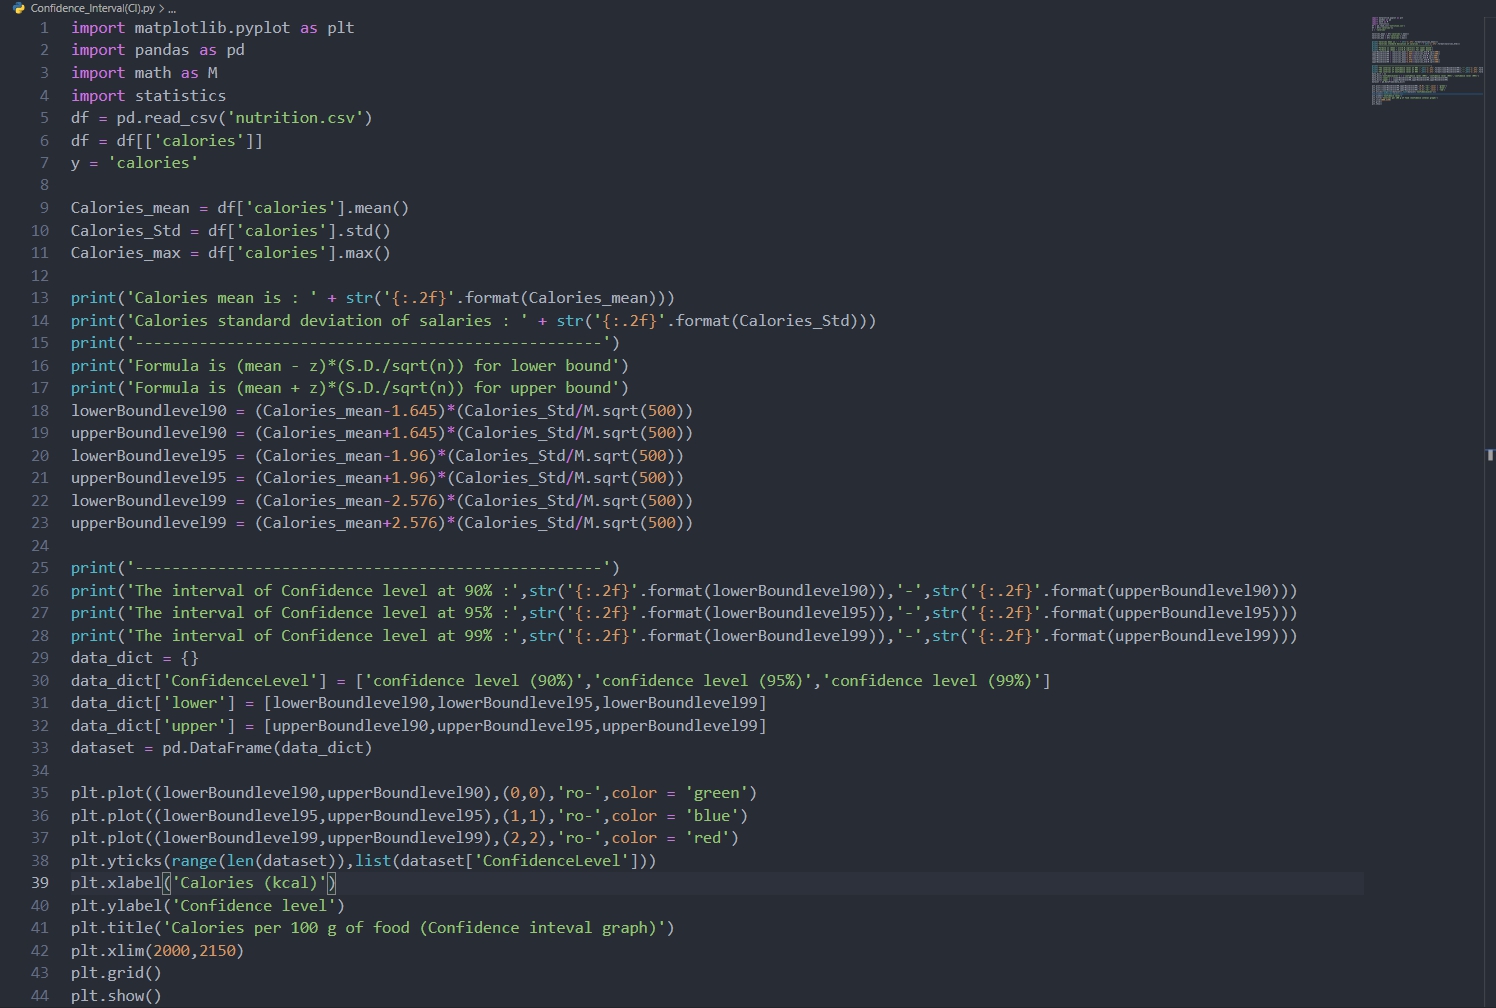 Confidence_Interval(CI).py > ...
1 import matplotlib.pyplot as plt
2 import pandas as pd
3 import math as M
4 import statistics
5 df = pd.read_csv('nutrition.csv')
6 df = df[['calories']]
7 y = 'calories'
8
9 Calories_mean = df['calories'].mean()
10 Calories_Std = df['calories'].std()
11 Calories_max = df['calories'].max()
12
13 print('Calories mean is : ' + str('{:.2f}'.format(Calories_mean)))
14 print('Calories standard deviation of salaries : ' + str('{:.2f}'.format(Calories_Std)))
15 print('---------------------------------------------------')
16 print('Formula is (mean - z)*(S.D./sqrt(n)) for lower bound')
17 print('Formula is (mean + z)*(S.D./sqrt(n)) for upper bound')
18 lowerBoundlevel90 = (Calories_mean-1.645)*(Calories_Std/M.sqrt(500))
19 upperBoundlevel90 = (Calories_mean+1.645)*(Calories_Std/M.sqrt(500))
20 lowerBoundlevel95 = (Calories_mean-1.96)*(Calories_Std/M.sqrt(500))
21 upperBoundlevel95 = (Calories_mean+1.96)*(Calories_Std/M.sqrt(500))
22 lowerBoundlevel99 = (Calories_mean-2.576)*(Calories_Std/M.sqrt(500))
23 upperBoundlevel99 = (Calories_mean+2.576)*(Calories_Std/M.sqrt(500))
24
25 print('---------------------------------------------------')
26 print('The interval of Confidence level at 90% :',str('{:.2f}'.format(lowerBoundlevel90)),'-',str('{:.2f}'.format(upperBoundlevel90)))
27 print('The interval of Confidence level at 95% :',str('{:.2f}'.format(lowerBoundlevel95)),'-',str('{:.2f}'.format(upperBoundlevel95)))
28 print('The interval of Confidence level at 99% :',str('{:.2f}'.format(lowerBoundlevel99)),'-',str('{:.2f}'.format(upperBoundlevel99)))
29 data_dict = {}
30 data_dict['ConfidenceLevel'] = ['confidence level (90%)','confidence level (95%)','confidence level (99%)']
31 data_dict['lower'] = [lowerBoundlevel90,lowerBoundlevel95,lowerBoundlevel99]
32 data_dict['upper'] = [upperBoundlevel90,upperBoundlevel95,upperBoundlevel99]
33 dataset = pd.DataFrame(data_dict)
34
35 plt.plot((lowerBoundlevel90,upperBoundlevel90),(0,0),'ro-',color = 'green')
36 plt.plot((lowerBoundlevel95,upperBoundlevel95),(1,1),'ro-',color = 'blue')
37 plt.plot((lowerBoundlevel99,upperBoundlevel99),(2,2),'ro-',color = 'red')
38 plt.yticks(range(len(dataset)),list(dataset['ConfidenceLevel']))
39 plt.xlabel('Calories (kcal)')
40 plt.ylabel('Confidence level')
41 plt.title('Calories per 100 g of food (Confidence inteval graph)')
42 plt.xlim(2000,2150)
43 plt.grid()
44 plt.show()